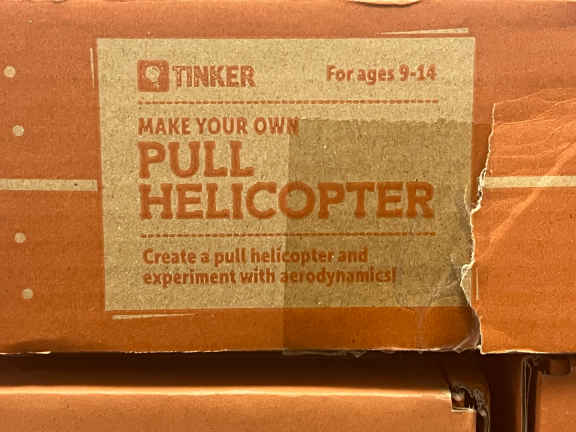 TINKER
For ages 9-14
MAKE YOUR OWN
PULL
HELICOPTER
Create a pull helicopter and
experiment with aerodynamics!